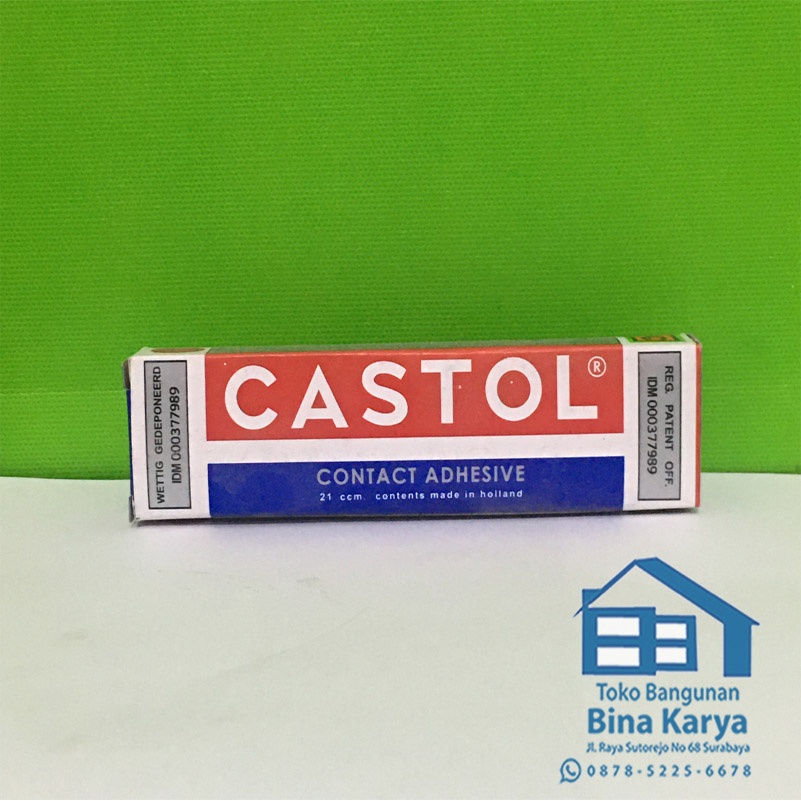 WETTIG GEDEPONEERD
IDM 000377989
CASTOL®
CONTACT ADHESIVE
21 ccm. contents made in holland
REG. PATENT OFF.
IDM 000377989
Toko Bangunan
Bina Karya
Jl. Raya Sutorejo No 68 Surabaya
0878-5225-6678